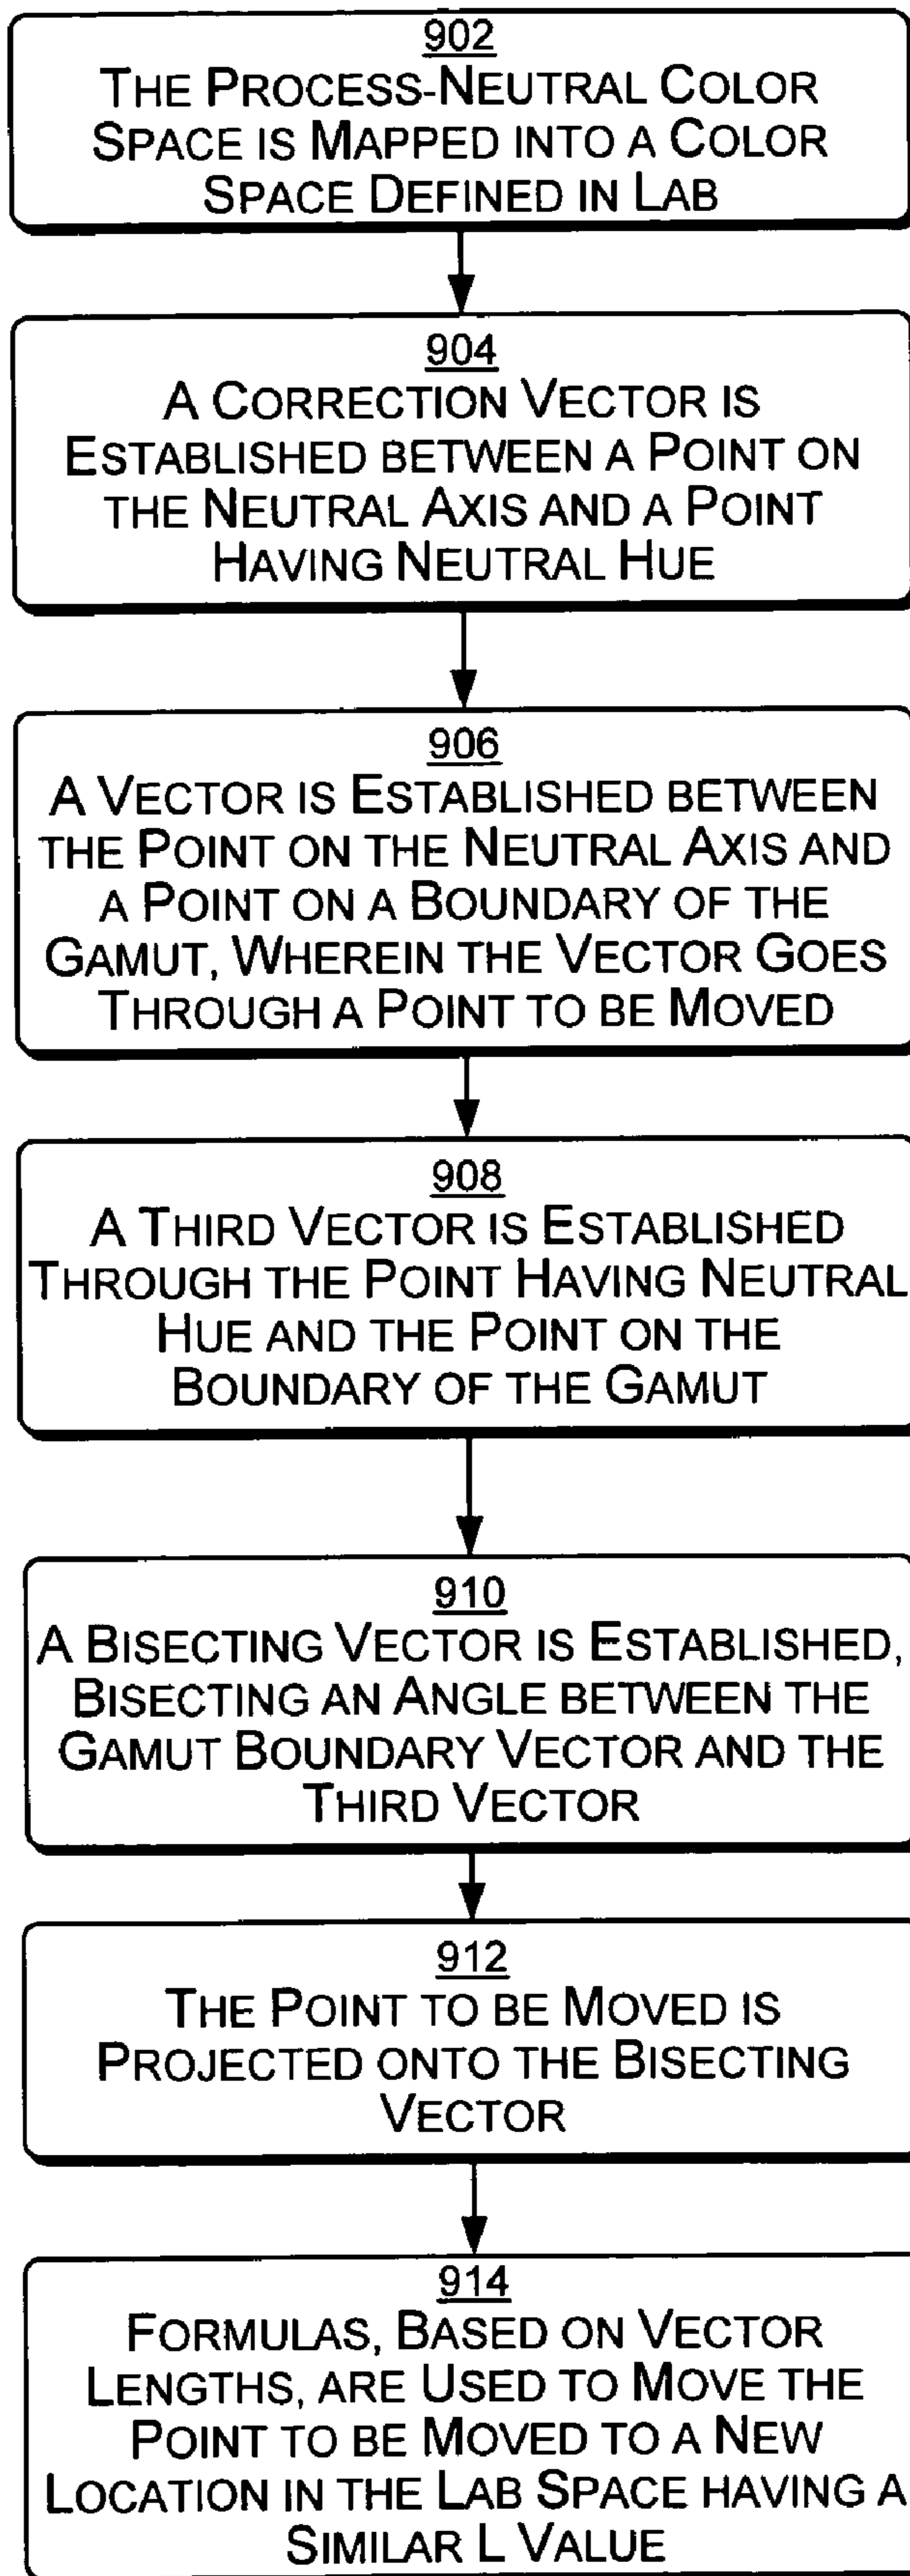 902
THE PROCESS-NEUTRAL COLOR
SPACE IS MAPPED INTO A COLOR
SPACE DEFINED IN LAB
904
A CORRECTION VECTOR IS
ESTABLISHED BETWEEN A POINT ON
THE NEUTRAL AXIS AND A POINT
HAVING NEUTRAL HUE
906
A VECTOR IS ESTABLISHED BETWEEN
THE POINT ON THE NEUTRAL AXIS AND
A POINT ON A BOUNDARY OF THE
GAMUT, WHEREIN THE VECTOR GOES
THROUGH A POINT TO BE MOVED
908
A THIRD VECTOR IS ESTABLISHED
THROUGH THE POINT HAVING NEUTRAL
HUE AND THE POINT ON THE
BOUNDARY OF THE GAMUT
910
A BISECTING VECTOR IS ESTABLISHED,
BISECTING AN ANGLE BETWEEN THE
GAMUT BOUNDARY VECTOR AND THE
THIRD VECTOR
912
THE POINT TO BE MOVED IS
PROJECTED ONTO THE BISECTING
VECTOR
914
FORMULAS, BASED ON VECTOR
LENGTHS, ARE USED TO MOVE THE
POINT TO BE MOVED TO A NEW
LOCATION IN THE LAB SPACE HAVING A
SIMILAR L VALUE